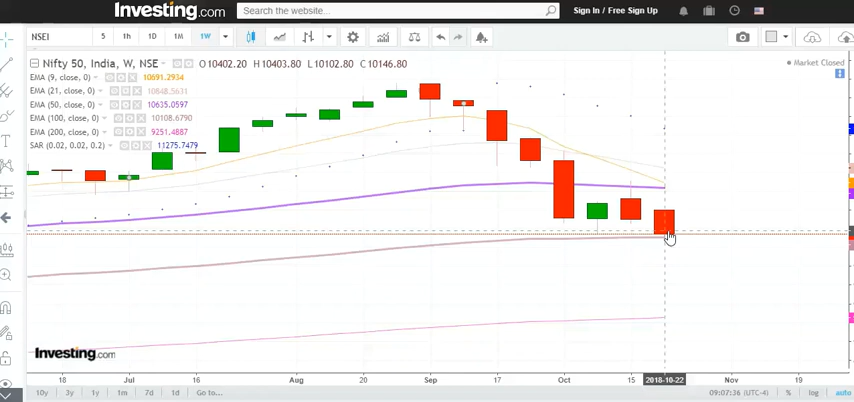 Investing.com Search the website... Sign In / Free Sign Up
NSEI 5 1h 1D 1M 1W
Nifty 50, India, W, NSE O10402.20 H10403.80 L10102.80 C10146.80 Market Closed
EMA (9, close, 0) 10691.2934
EMA (21, close, 0) 10848.5631
EMA (50, close, 0) 10635.0597
EMA (100, close, 0) 10108.6790
EMA (200, close, 0) 9251.4887
SAR (0.02, 0.02, 0.2) 11275.7479
Investing.com
18 Jul 16 Aug 20 Sep 17 Oct 15 2018-10-22 Nov 19
10y 3y 1y 1m 7d 1d Go to... 09:07:36 (UTC-4) % log auto